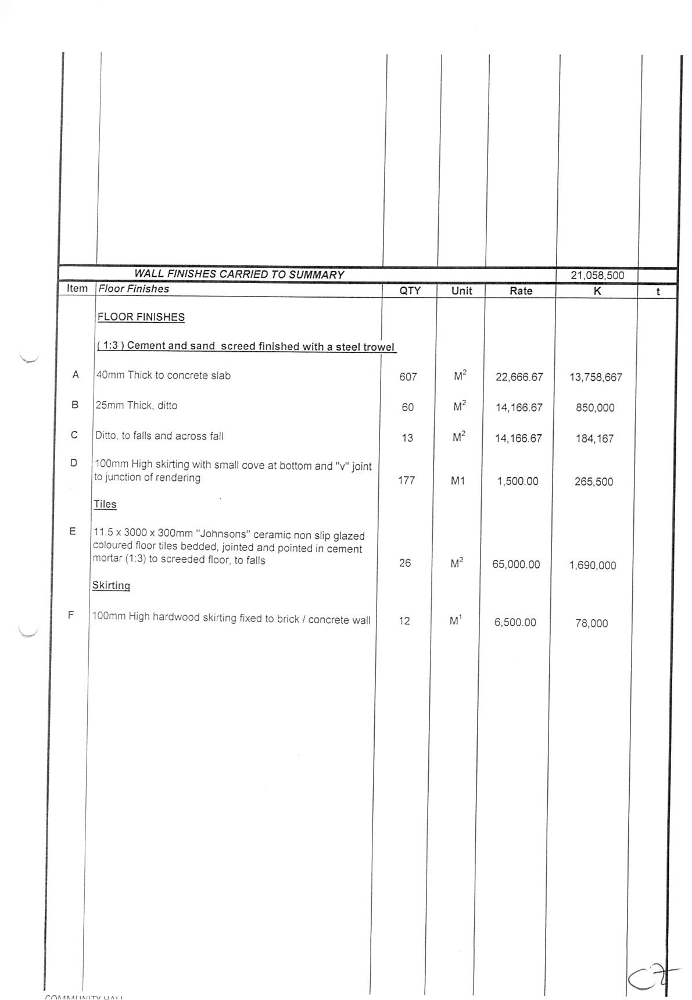 WALL FINISHES CARRIED TO SUMMARY 21,058,500
Item Floor Finishes QTY Unit Rate K t
FLOOR FINISHES
( 1:3 ) Cement and sand screed finished with a steel trowel
A 40mm Thick to concrete slab 607 M² 22,666.67 13,758,667
B 25mm Thick, ditto 60 M² 14,166.67 850,000
C Ditto, to falls and across fall 13 M² 14,166.67 184,167
D 100mm High skirting with small cove at bottom and "v" joint
to junction of rendering 177 M1 1,500.00 265,500
Tiles
E 11.5 x 3000 x 300mm "Johnsons" ceramic non slip glazed
coloured floor tiles bedded, jointed and pointed in cement
mortar (1:3) to screeded floor, to falls 26 M² 65,000.00 1,690,000
Skirting
F 100mm High hardwood skirting fixed to brick / concrete wall 12 M¹ 6,500.00 78,000
COMMUNITY HALL